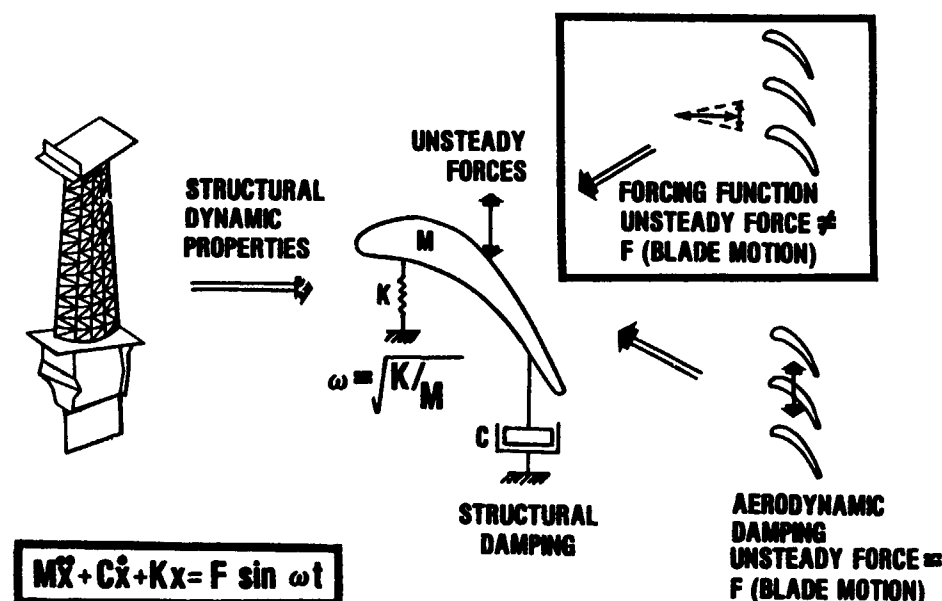 STRUCTURAL
DYNAMIC
PROPERTIES
UNSTEADY
FORCES
M
K
ω = √K/M
C
STRUCTURAL
DAMPING
FORCING FUNCTION
UNSTEADY FORCE ≠
F (BLADE MOTION)
AERODYNAMIC
DAMPING
UNSTEADY FORCE =
F (BLADE MOTION)
Mẍ + Cẋ + Kx = F sin ωt